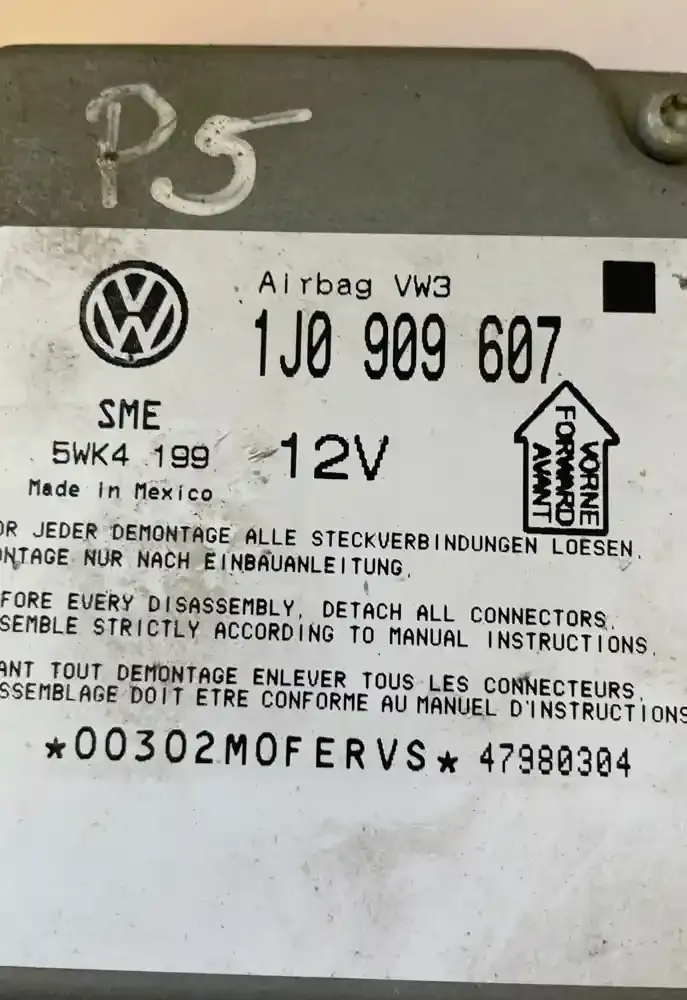 P5
Airbag VW3
1J0 909 607
SME
5WK4 199
12V
Made in Mexico
VORNE
FORWARD
AVANT
OR JEDER DEMONTAGE ALLE STECKVERBINDUNGEN LOESEN.
ONTAGE NUR NACH EINBAUANLEITUNG.
FORE EVERY DISASSEMBLY, DETACH ALL CONNECTORS.
SEMBLE STRICTLY ACCORDING TO MANUAL INSTRUCTIONS.
ANT TOUT DEMONTAGE ENLEVER TOUS LES CONNECTEURS.
SSEMBLAGE DOIT ETRE CONFORME AU MANUEL D'INSTRUCTIONS
*00302MOFERVS* 47980304